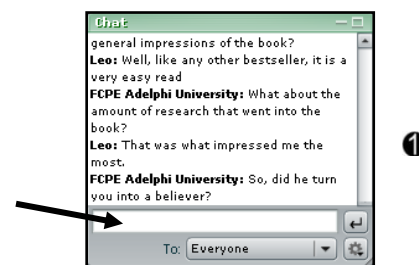 Chat
general impressions of the book?
Leo: Well, like any other bestseller, it is a
very easy read
FCPE Adelphi University: What about the
amount of research that went into the
book?
Leo: That was what impressed me the
most.
FCPE Adelphi University: So, did he turn
you into a believer?
To: Everyone
1